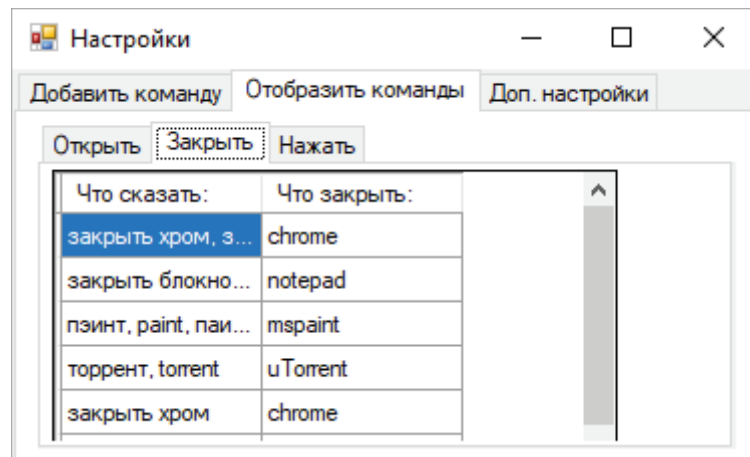 Настройки
Добавить команду Отобразить команды Доп. настройки
Открыть Закрыть Нажать
Что сказать: Что закрыть:
закрыть хром, з... chrome
закрыть блокно... notepad
пэинт, paint, паи... mspaint
торрент, torrent uTorrent
закрыть хром chrome